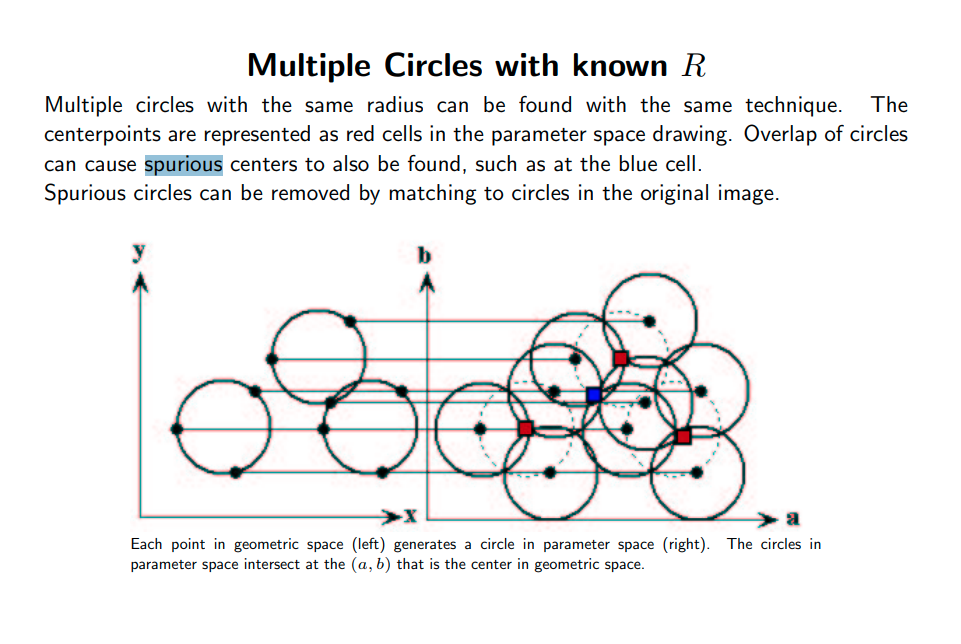 Multiple Circles with known R
Multiple circles with the same radius can be found with the same technique. The
centerpoints are represented as red cells in the parameter space drawing. Overlap of circles
can cause spurious centers to also be found, such as at the blue cell.
Spurious circles can be removed by matching to circles in the original image.
y
b
x
a
Each point in geometric space (left) generates a circle in parameter space (right). The circles in
parameter space intersect at the (a, b) that is the center in geometric space.